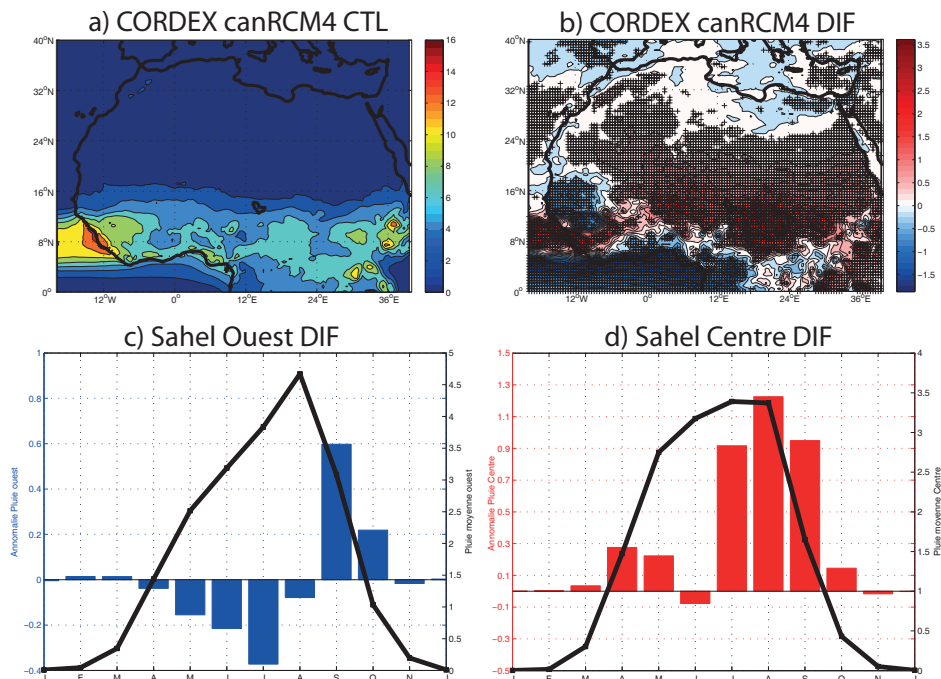 a) CORDEX canRCM4 CTL
b) CORDEX canRCM4 DIF
40°N
32°N
24°N
16°N
8°N
0°
12°W
0°
12°E
24°E
36°E
16
14
12
10
8
6
4
2
0
40°N
32°N
24°N
16°N
8°N
0°
12°W
0°
12°E
24°E
36°E
3.5
3
2.5
2
1.5
1
0.5
0
−0.5
−1
−1.5
c) Sahel Ouest DIF
d) Sahel Centre DIF
Annomalie Pluie ouest
1
0.8
0.6
0.4
0.2
0
−0.2
−0.4
J F M A M J J A S O N J
5
4.5
4
3.5
3
2.5
2
1.5
1
0.5
0
Pluie moyenne ouest
Annomalie Pluie Centre
1.5
1.3
1.1
0.9
0.7
0.5
0.3
0.1
−0.1
−0.3
−0.5
J F M A M J J A S O N J
4
3.5
3
2.5
2
1.5
1
0.5
0
Pluie movenne Centre